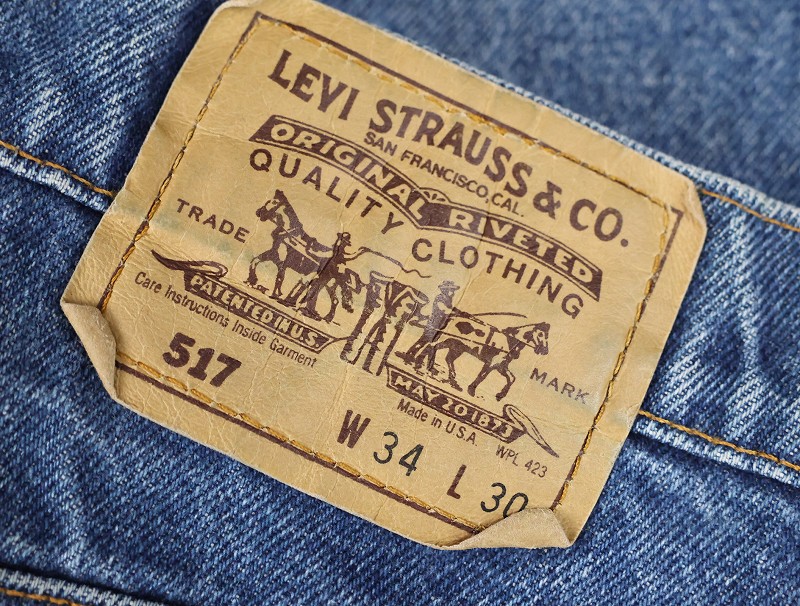 LEVI STRAUSS & CO.
SAN FRANCISCO, CAL.
ORIGINAL RIVETED
QUALITY CLOTHING
TRADE MARK
PATENTED IN U.S.
MAY 20 1873
Care Instructions Inside Garment
Made in U.S.A.
WPL 423
517
W 34 L 30